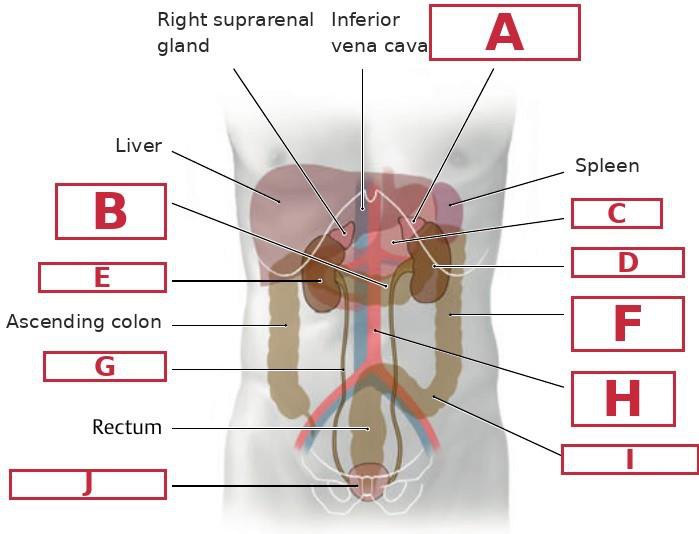 Right suprarenal
gland
Inferior
vena cava
A
Liver
Spleen
B
C
D
E
F
Ascending colon
G
H
Rectum
I
J